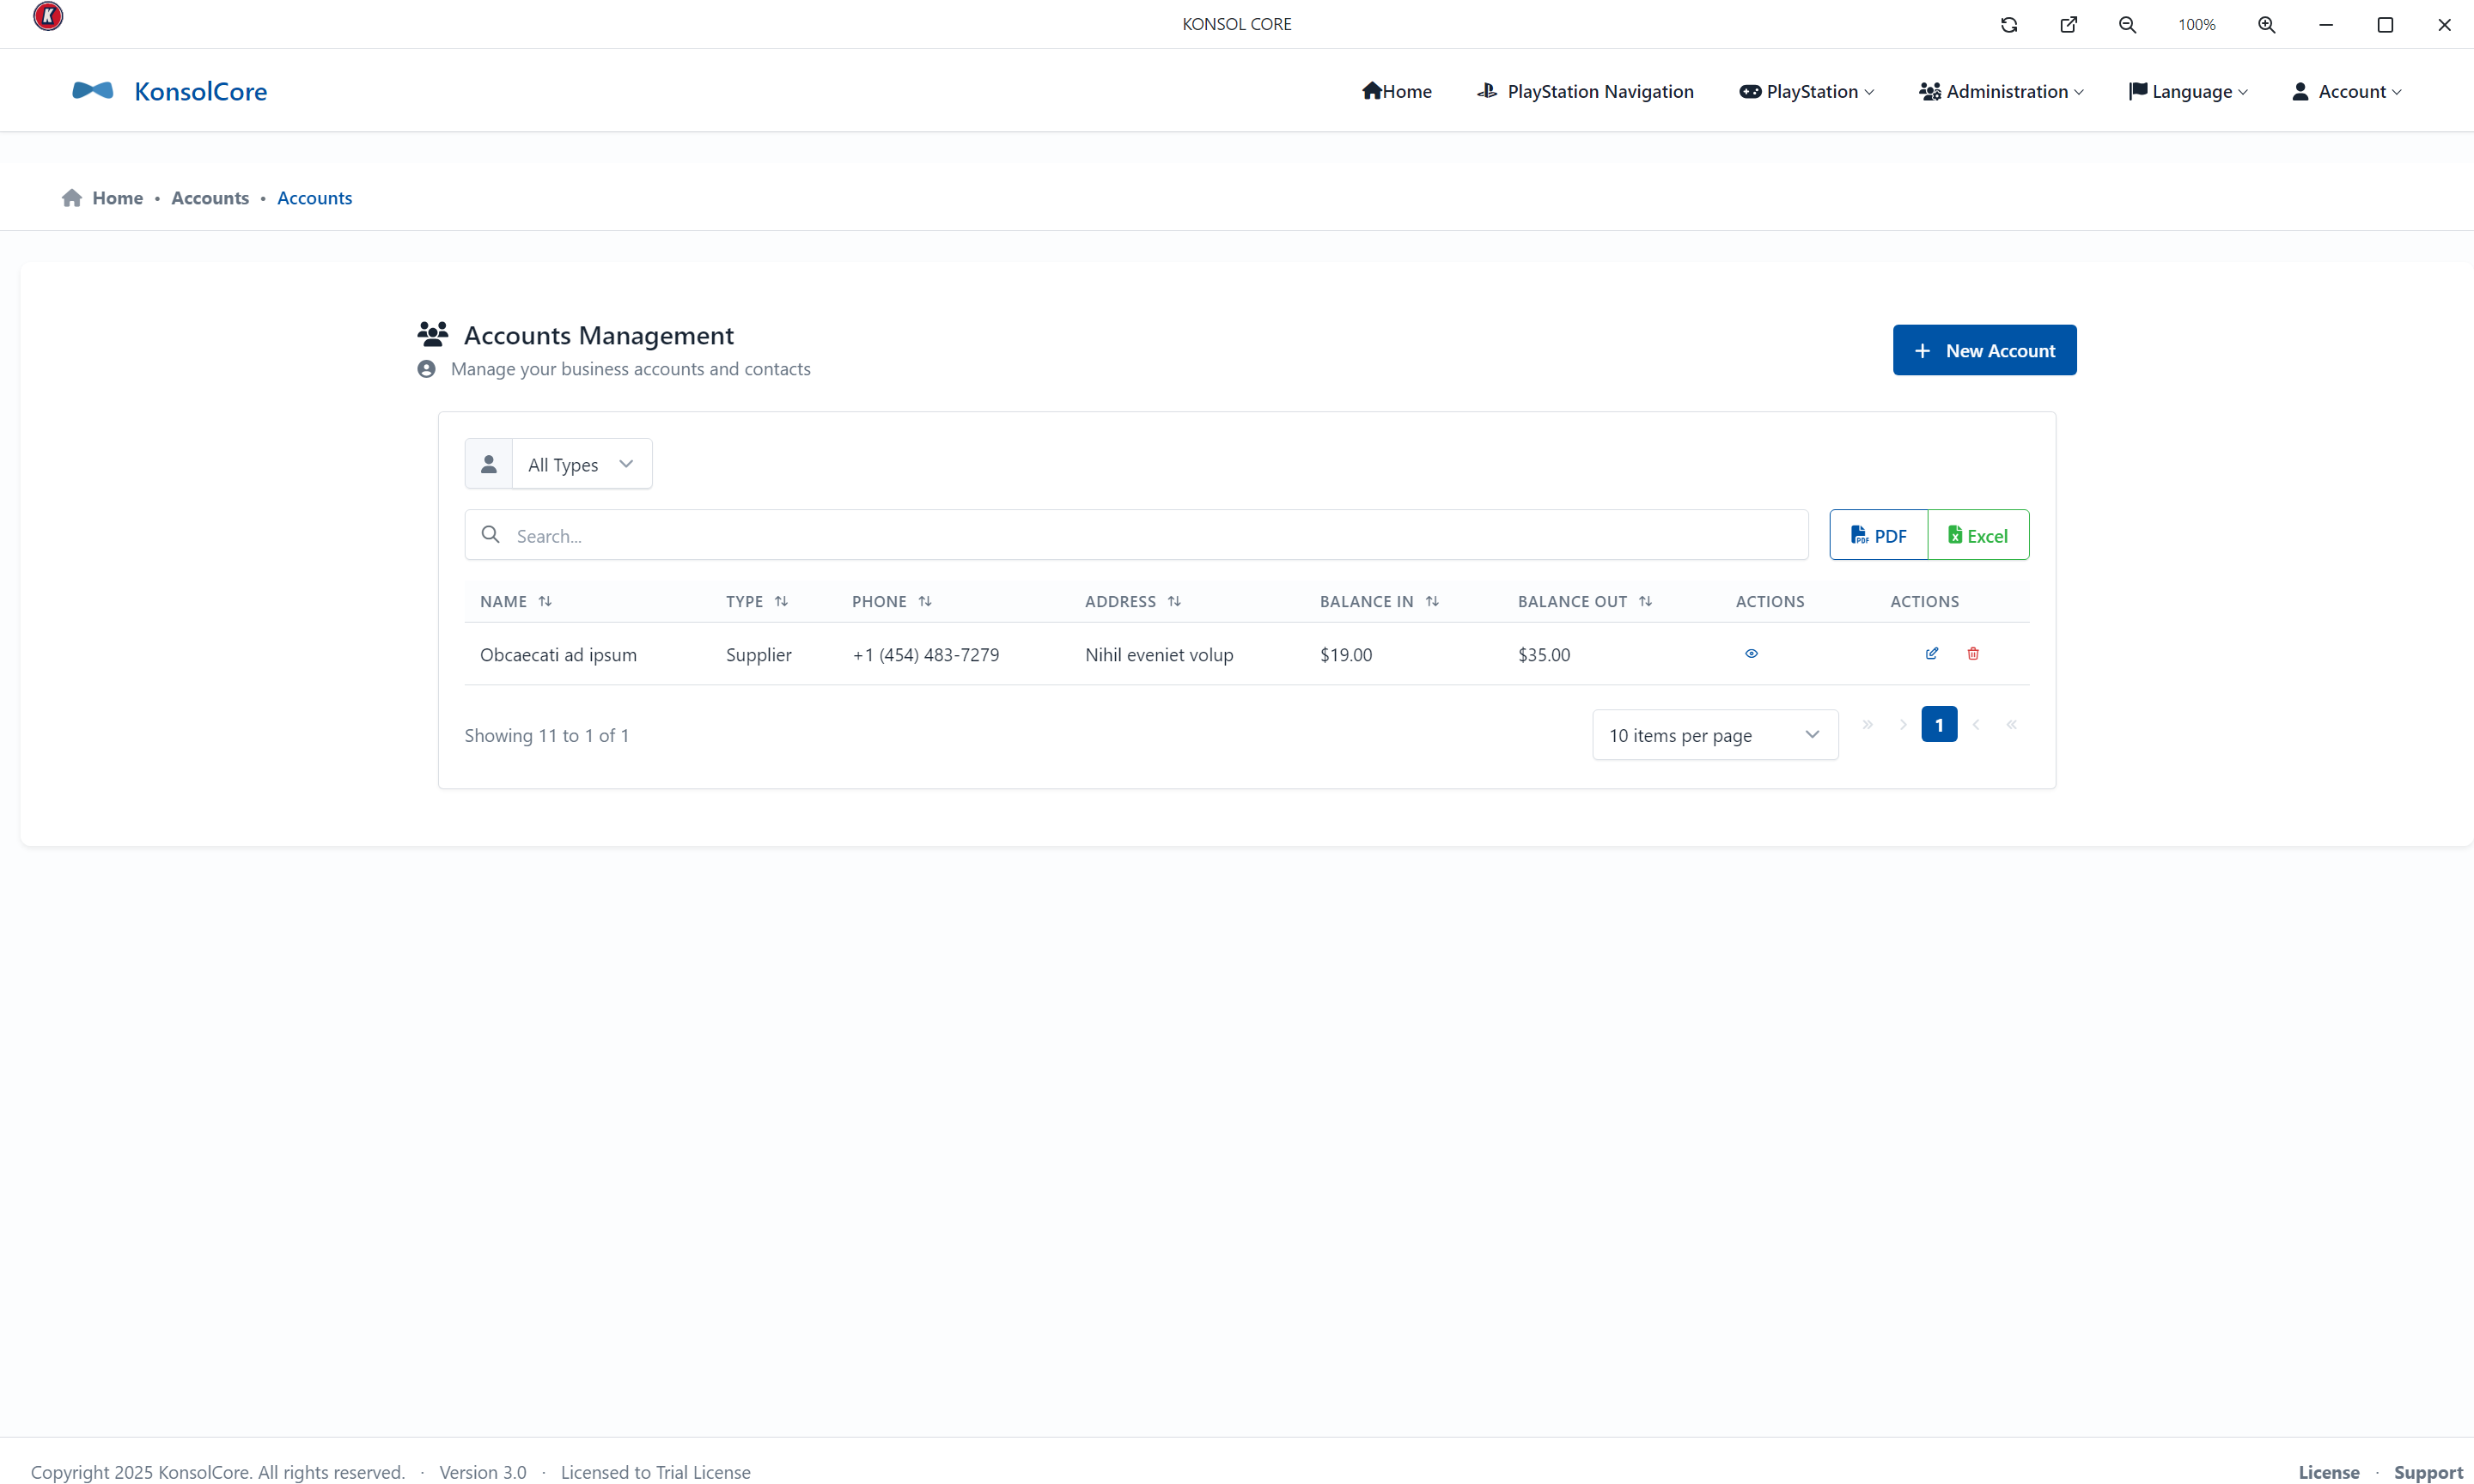 KONSOL CORE
100%
KonsolCore
Home
PlayStation Navigation
PlayStation
Administration
Language
Account
Home • Accounts • Accounts
Accounts Management
Manage your business accounts and contacts
New Account
All Types
Search...
PDF
Excel
NAME TYPE PHONE ADDRESS BALANCE IN BALANCE OUT ACTIONS ACTIONS
Obcaecati ad ipsum Supplier +1 (454) 483-7279 Nihil eveniet volup $19.00 $35.00
Showing 11 to 1 of 1
10 items per page
» › 1 ‹ «
Copyright 2025 KonsolCore. All rights reserved. · Version 3.0 · Licensed to Trial License
License · Support